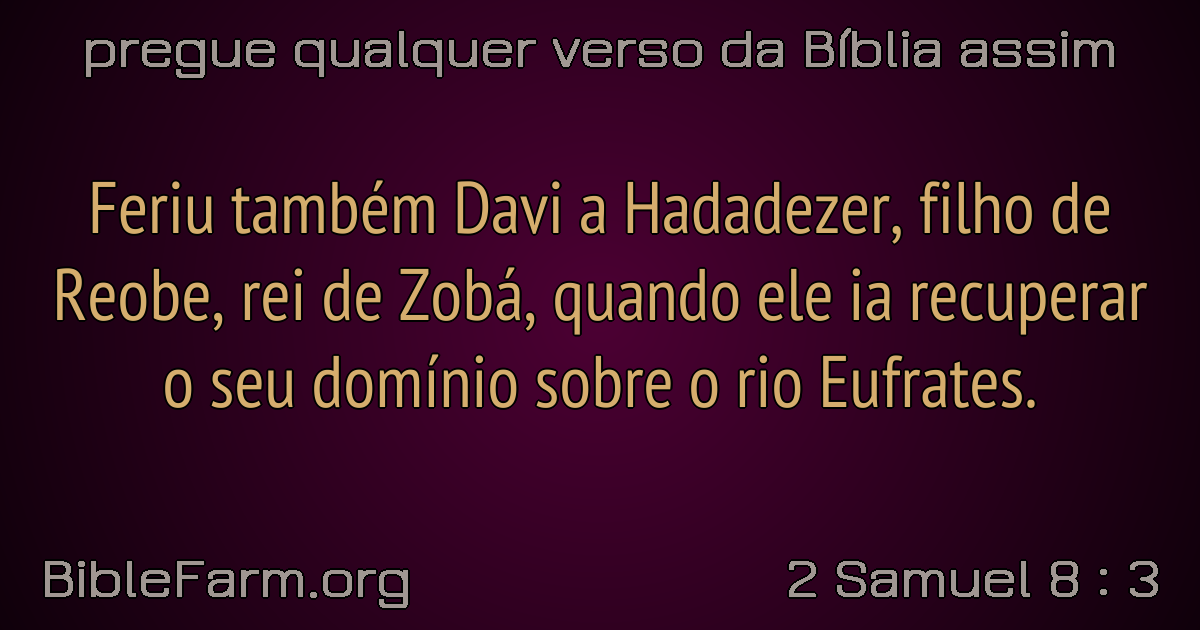 pregue qualquer verso da Bíblia assim
Feriu também Davi a Hadadezer, filho de
Reobe, rei de Zobá, quando ele ia recuperar
o seu domínio sobre o rio Eufrates.
BibleFarm.org
2 Samuel 8 : 3